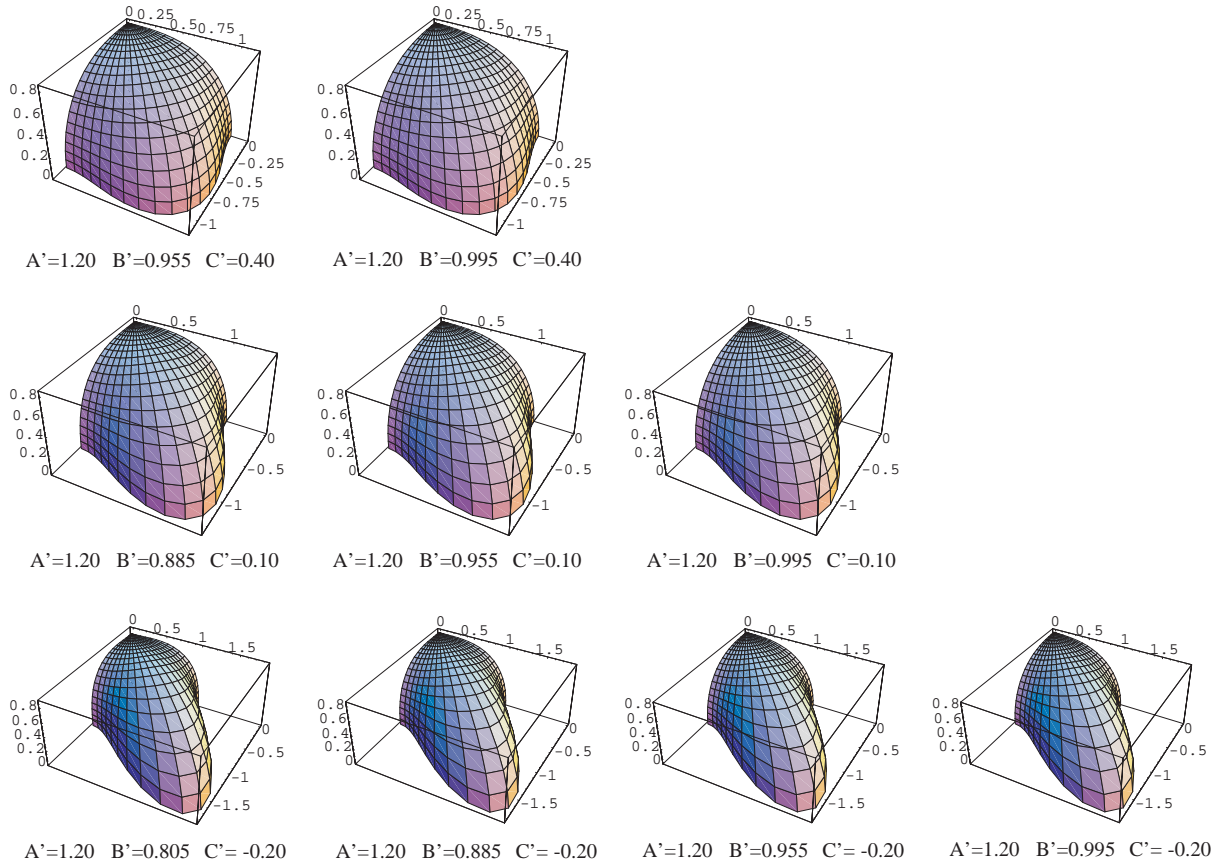 0 0.25 0.5 0.75 1
0.8 0.6 0.4 0.2 0
0 -0.25 -0.5 -0.75 -1
A’=1.20 B’=0.955 C’=0.40
0 0.25 0.5 0.75 1
0.8 0.6 0.4 0.2 0
0 -0.25 -0.5 -0.75 -1
A’=1.20 B’=0.995 C’=0.40
0 0.5 1
0.8 0.6 0.4 0.2 0
0 -0.5 -1
A’=1.20 B’=0.885 C’=0.10
0 0.5 1
0.8 0.6 0.4 0.2 0
0 -0.5 -1
A’=1.20 B’=0.955 C’=0.10
0 0.5 1
0.8 0.6 0.4 0.2 0
0 -0.5 -1
A’=1.20 B’=0.995 C’=0.10
0 0.5 1 1.5
0.8 0.6 0.4 0.2 0
0 -0.5 -1 -1.5
A’=1.20 B’=0.805 C’= -0.20
0 0.5 1 1.5
0.8 0.6 0.4 0.2 0
0 -0.5 -1 -1.5
A’=1.20 B’=0.885 C’= -0.20
0 0.5 1 1.5
0.8 0.6 0.4 0.2 0
0 -0.5 -1 -1.5
A’=1.20 B’=0.955 C’= -0.20
0 0.5 1 1.5
0.8 0.6 0.4 0.2 0
0 -0.5 -1 -1.5
A’=1.20 B’=0.995 C’= -0.20